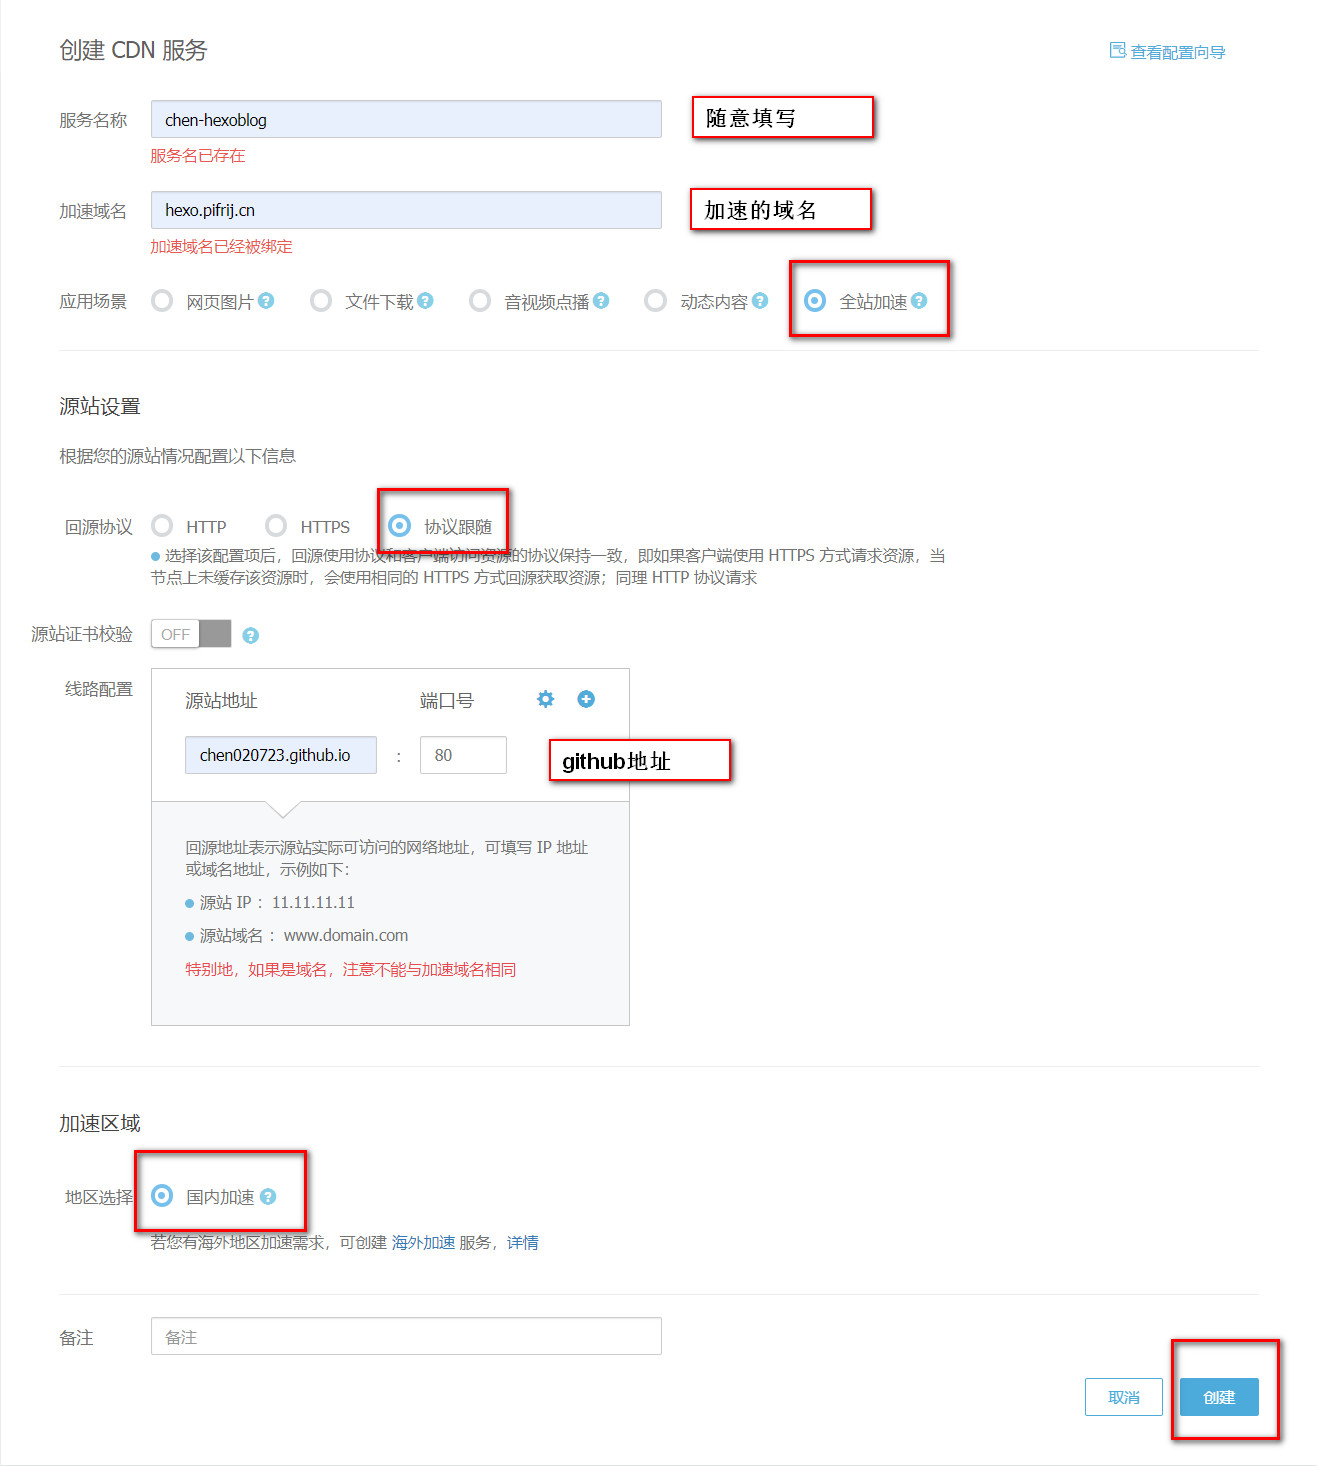 创建 CDN 服务
查看配置向导
服务名称
chen-hexoblog
随意填写
服务名已存在
加速域名
hexo.pifrij.cn
加速的域名
加速域名已经被绑定
应用场景 网页图片 文件下载 音视频点播 动态内容 全站加速
源站设置
根据您的源站情况配置以下信息
回源协议 HTTP HTTPS 协议跟随
选择该配置项后，回源使用协议和客户端访问资源的协议保持一致，即如果客户端使用 HTTPS 方式请求资源，当
节点上未缓存该资源时，会使用相同的 HTTPS 方式回源获取资源；同理 HTTP 协议请求
源站证书校验 OFF
线路配置
源站地址 端口号
chen020723.github.io : 80
github地址
回源地址表示源站实际可访问的网络地址，可填写 IP 地址
或域名地址，示例如下：
源站 IP： 11.11.11.11
源站域名： www.domain.com
特别地，如果是域名，注意不能与加速域名相同
加速区域
地区选择 国内加速
若您有海外地区加速需求，可创建 海外加速 服务，详情
备注
备注
取消
创建